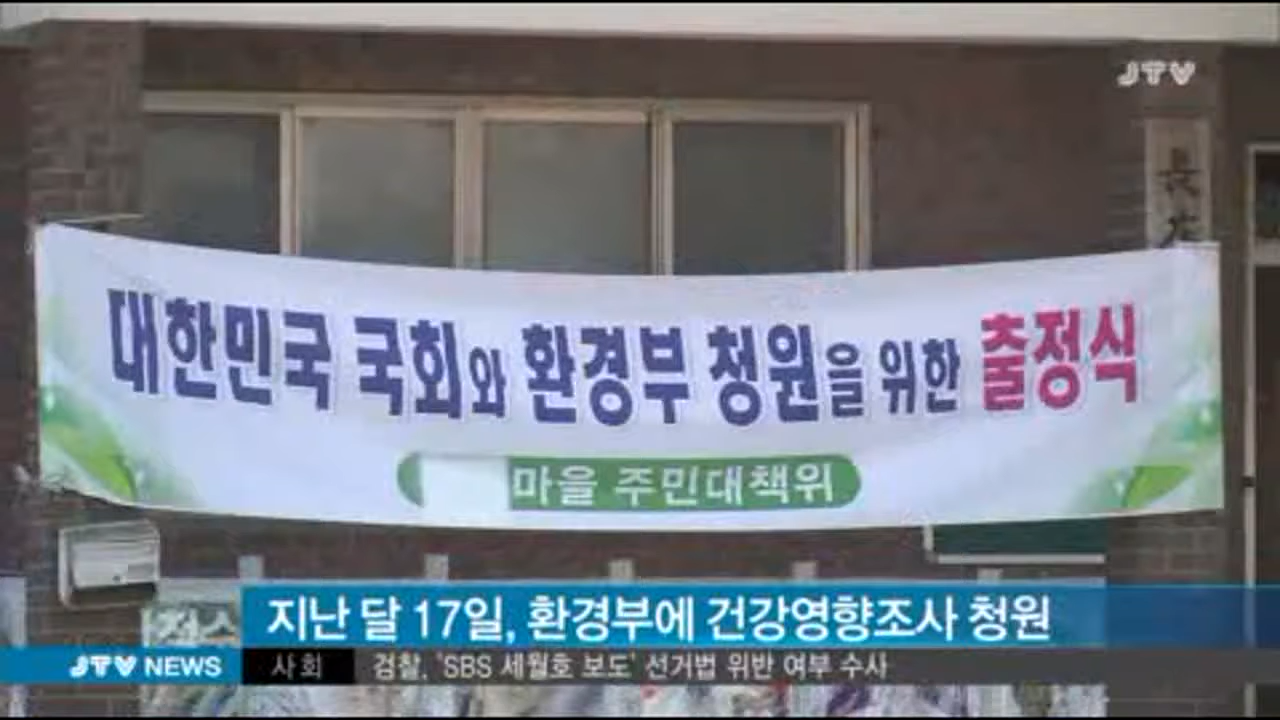 JTV
長
대한민국 국회와 환경부 청원을 위한 출정식
마을 주민대책위
지난 달 17일, 환경부에 건강영향조사 청원
JTV NEWS 사회 검찰, 'SBS 세월호 보도' 선거법 위반 여부 수사